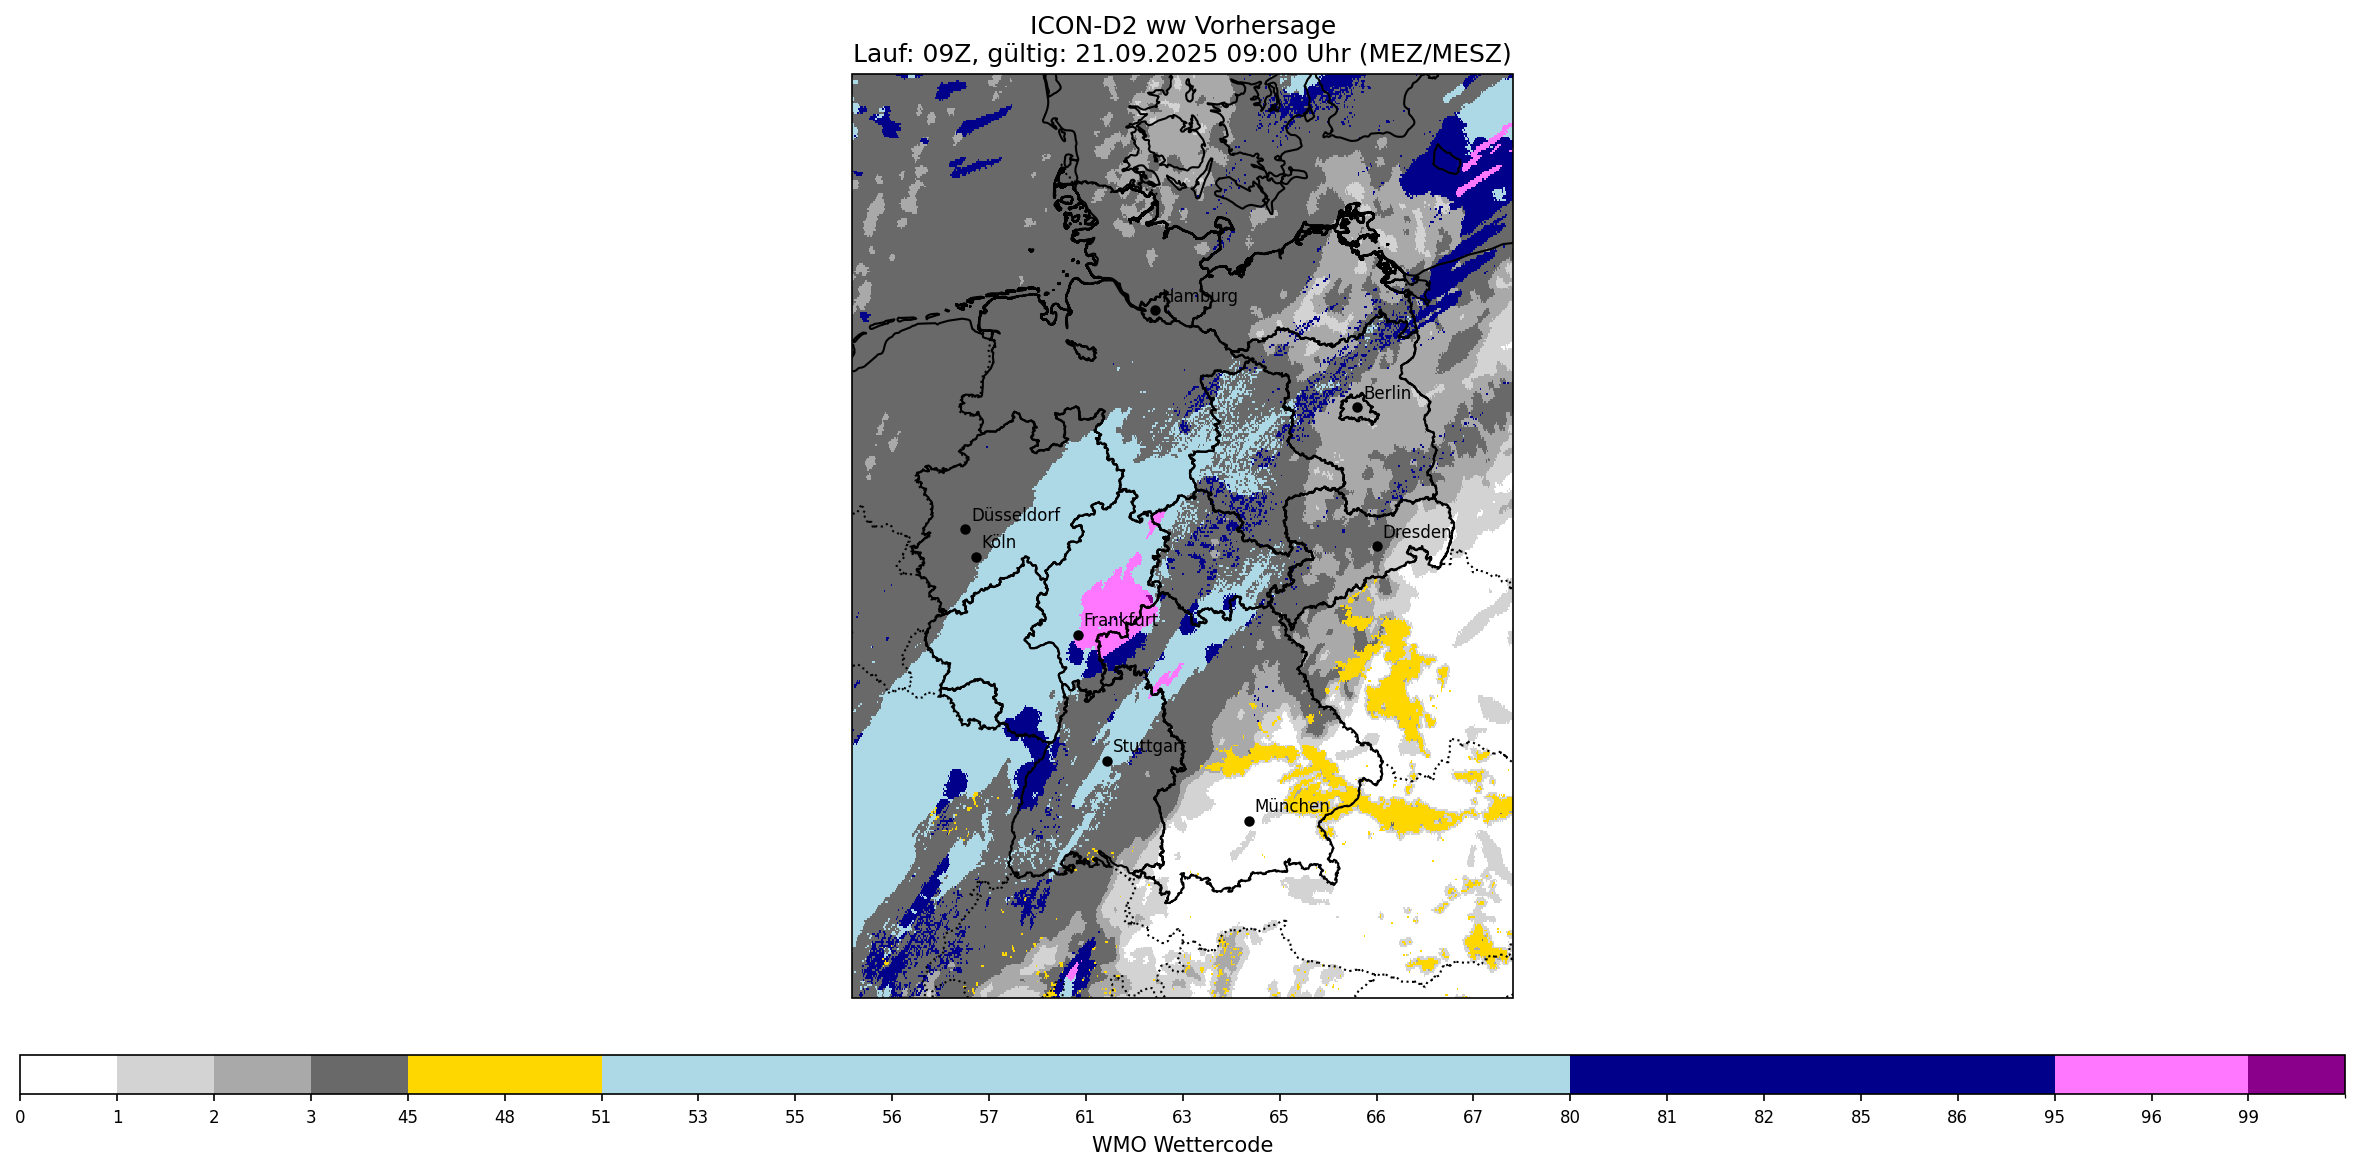 ICON-D2 ww Vorhersage
Lauf: 09Z, gültig: 21.09.2025 09:00 Uhr (MEZ/MESZ)
Hamburg
Berlin
Düsseldorf
Köln
Dresden
Frankfurt
Stuttgart
München
0 1 2 3 45 48 51 53 55 56 57 61 63 65 66 67 80 81 82 85 86 95 96 99
WMO Wettercode